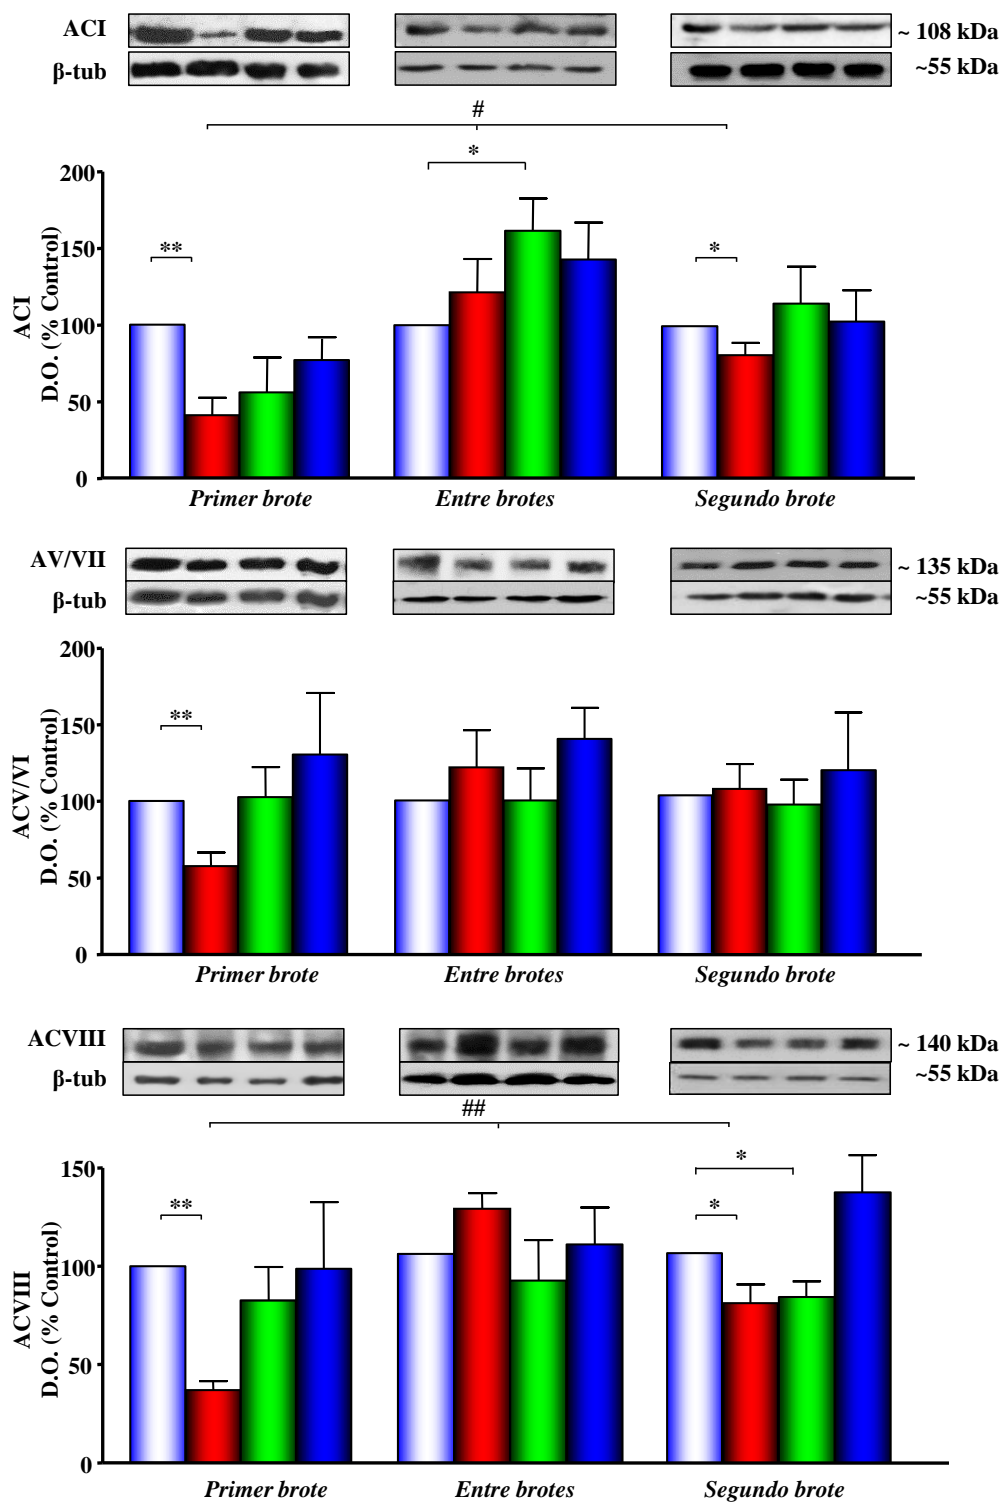 ACI ~ 108 kDa
β-tub ~55 kDa
#
*
200
** *
150
100
50
0
ACI
D.O. (% Control)
Primer brote Entre brotes Segundo brote
AV/VII ~ 135 kDa
β-tub ~55 kDa
200
**
150
100
50
0
ACV/VI
D.O. (% Control)
Primer brote Entre brotes Segundo brote
ACVIII ~ 140 kDa
β-tub ~55 kDa
##
*
150
** *
100
50
0
ACVIII
D.O. (% Control)
Primer brote Entre brotes Segundo brote